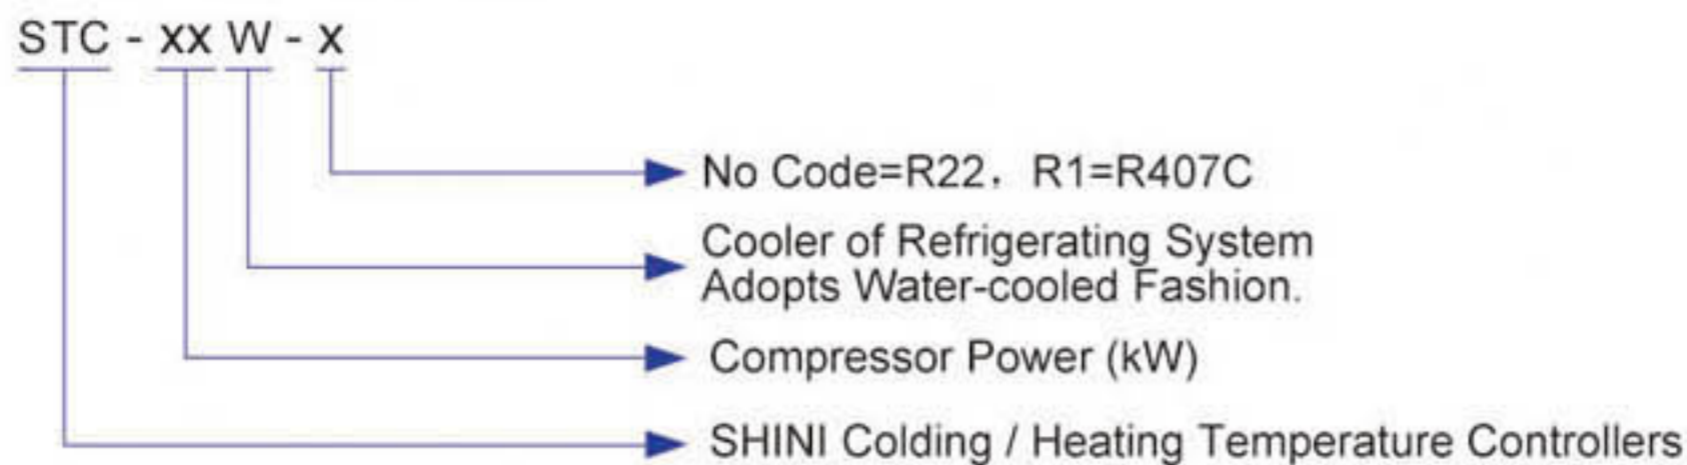 STC - xx W - x
No Code=R22, R1=R407C
Cooler of Refrigerating System
Adopts Water-cooled Fashion.
Compressor Power (kW)
SHINI Colding / Heating Temperature Controllers